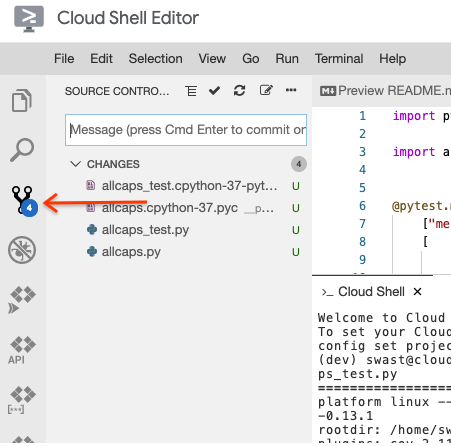 Cloud Shell Editor
File Edit Selection View Go Run Terminal Help
SOURCE CONTRO...
Message (press Cmd Enter to commit or
CHANGES 4
allcaps_test.cpython-37-pyt... U
allcaps.cpython-37.pyc __p... U
allcaps_test.py U
allcaps.py U
4
API
Preview README.m
1 import p
2
3 import a
4
5
6 @pytest.m
7 ["me
8 [
9
>_ Cloud Shell ×
Welcome to Cloud
To set your Cloud
config set projec
(dev) swast@cloud
ps_test.py
====================
platform linux --
-0.13.1
rootdir: /home/sw
plugins: cov-2.11